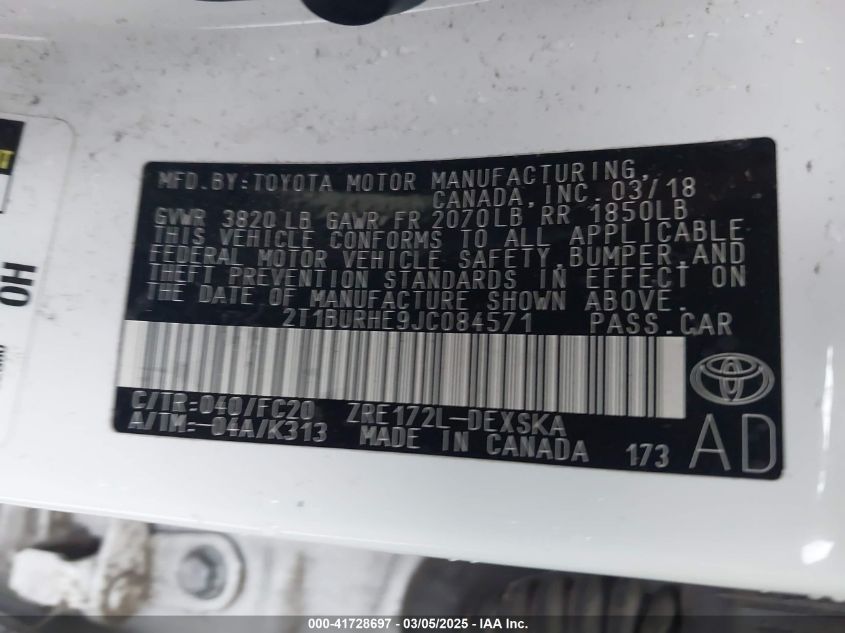 MFD.BY:TOYOTA MOTOR MANUFACTURING,
CANADA,INC. 03/18
GVWR 3820 LB GAWR FR 2070LB RR 1850LB
THIS VEHICLE CONFORMS TO ALL APPLICABLE
FEDERAL MOTOR VEHICLE SAFETY, BUMPER, AND
THEFT PREVENTION STANDARDS IN EFFECT ON
THE DATE OF MANUFACTURE SHOWN ABOVE.
2T1BURHE9JC084571 PASS.CAR
C/TR:040/FC20 ZRE172L-DEXSKA
A/TM:-04A/K313 MADE IN CANADA 173
AD
HO
000-41728697 - 03/05/2025 - IAA Inc.